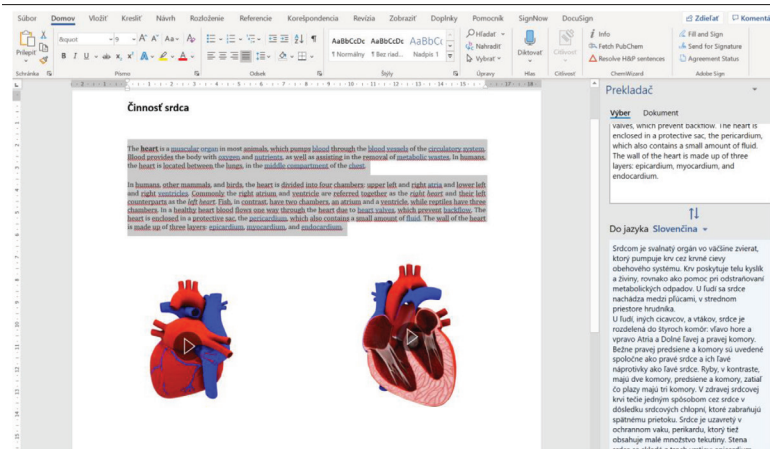 Súbor Domov Vložiť Kresliť Návrh Rozloženie Referencie Korešpondencia Revízia Zobraziť Doplnky Pomocník SignNow DocuSign Zdieľať Komentá
Prilepiť
Schránka
9
Písmo
Odsek
AaBbCcDc AaBbCcDc AaBbCc
¶ Normálny ¶ Bez riad... Nadpis 1
Štýly
Hľadať
Nahradiť
Vybrať
Úpravy
Diktovať
Hlas
Citlivosť
Citlivosť
Info
Fetch PubChem
Resolve H&P sentences
ChemWizard
Fill and Sign
Send for Signature
Agreement Status
Adobe Sign
Činnosť srdca
The heart is a muscular organ in most animals, which pumps blood through the blood vessels of the circulatory system.
Blood provides the body with oxygen and nutrients, as well as assisting in the removal of metabolic wastes. In humans,
the heart is located between the lungs, in the middle compartment of the chest.
In humans, other mammals, and birds, the heart is divided into four chambers: upper left and right atria and lower left
and right ventricles. Commonly the right atrium and ventricle are referred together as the right heart and their left
counterparts as the left heart. Fish, in contrast, have two chambers, an atrium and a ventricle, while reptiles have three
chambers. In a healthy heart blood flows one way through the heart due to heart valves, which prevent backflow. The
heart is enclosed in a protective sac, the pericardium, which also contains a small amount of fluid. The wall of the heart
is made up of three layers: epicardium, myocardium, and endocardium.
Prekladač
Výber Dokument
valves, which prevent backflow. The heart is
enclosed in a protective sac, the pericardium,
which also contains a small amount of fluid.
The wall of the heart is made up of three
layers: epicardium, myocardium, and
endocardium.
Do jazyka Slovenčina
Srdcom je svalnatý orgán vo väčšine zvierat,
ktorý pumpuje krv cez krvné cievy
obehového systému. Krv poskytuje telu kyslík
a živiny, rovnako ako pomoc pri odstraňovaní
metabolických odpadov. U ľudí sa srdce
nachádza medzi pľúcami, v strednom
priestore hrudníka.
U ľudí, iných cicavcov, a vtákov, srdce je
rozdelená do štyroch komôr: vľavo hore a
vpravo Atria a Dolné ľavej a pravej komory.
Bežne pravej predsiene a komory sú uvedené
spoločne ako pravé srdce a ich ľavé
náprotivky ako ľavé srdce. Ryby, v kontraste,
majú dve komory, predsiene a komory, zatiaľ
čo plazy majú tri komory. V zdravej srdcovej
krvi tečie jedným spôsobom cez srdce v
dôsledku srdcových chlopní, ktoré zabraňujú
spätnému prietoku. Srdce je uzavretý v
ochrannom vaku, perikardu, ktorý tiež
obsahuje malé množstvo tekutiny. Stena